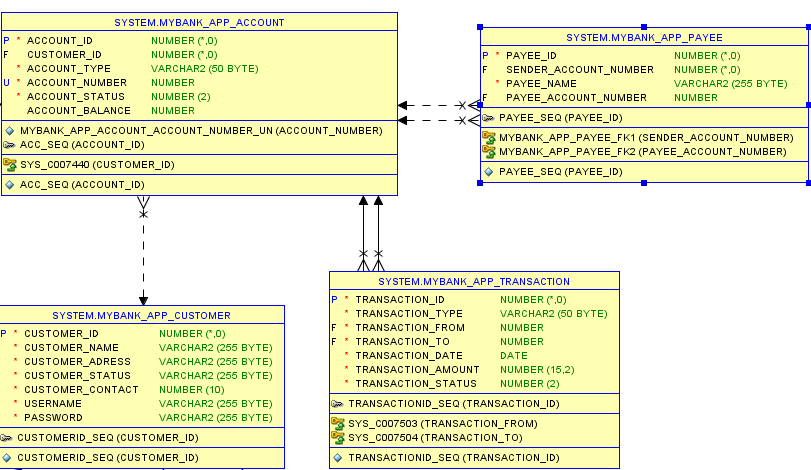 SYSTEM.MYBANK_APP_ACCOUNT
P * ACCOUNT_ID NUMBER (*,0)
F CUSTOMER_ID NUMBER (*,0)
* ACCOUNT_TYPE VARCHAR2 (50 BYTE)
U * ACCOUNT_NUMBER NUMBER
* ACCOUNT_STATUS NUMBER (2)
ACCOUNT_BALANCE NUMBER
MYBANK_APP_ACCOUNT_ACCOUNT_NUMBER_UN (ACCOUNT_NUMBER)
ACC_SEQ (ACCOUNT_ID)
SYS_C007440 (CUSTOMER_ID)
ACC_SEQ (ACCOUNT_ID)
SYSTEM.MYBANK_APP_PAYEE
P * PAYEE_ID NUMBER (*,0)
F SENDER_ACCOUNT_NUMBER NUMBER (*,0)
* PAYEE_NAME VARCHAR2 (255 BYTE)
F PAYEE_ACCOUNT_NUMBER NUMBER
PAYEE_SEQ (PAYEE_ID)
MYBANK_APP_PAYEE_FK1 (SENDER_ACCOUNT_NUMBER)
MYBANK_APP_PAYEE_FK2 (PAYEE_ACCOUNT_NUMBER)
PAYEE_SEQ (PAYEE_ID)
SYSTEM.MYBANK_APP_CUSTOMER
P * CUSTOMER_ID NUMBER (*,0)
* CUSTOMER_NAME VARCHAR2 (255 BYTE)
* CUSTOMER_ADRESS VARCHAR2 (255 BYTE)
* CUSTOMER_STATUS VARCHAR2 (255 BYTE)
* CUSTOMER_CONTACT NUMBER (10)
* USERNAME VARCHAR2 (255 BYTE)
* PASSWORD VARCHAR2 (255 BYTE)
CUSTOMERID_SEQ (CUSTOMER_ID)
CUSTOMERID_SEQ (CUSTOMER_ID)
SYSTEM.MYBANK_APP_TRANSACTION
P * TRANSACTION_ID NUMBER (*,0)
* TRANSACTION_TYPE VARCHAR2 (50 BYTE)
F * TRANSACTION_FROM NUMBER
F * TRANSACTION_TO NUMBER
* TRANSACTION_DATE DATE
* TRANSACTION_AMOUNT NUMBER (15,2)
* TRANSACTION_STATUS NUMBER (2)
TRANSACTIONID_SEQ (TRANSACTION_ID)
SYS_C007503 (TRANSACTION_FROM)
SYS_C007504 (TRANSACTION_TO)
TRANSACTIONID_SEQ (TRANSACTION_ID)